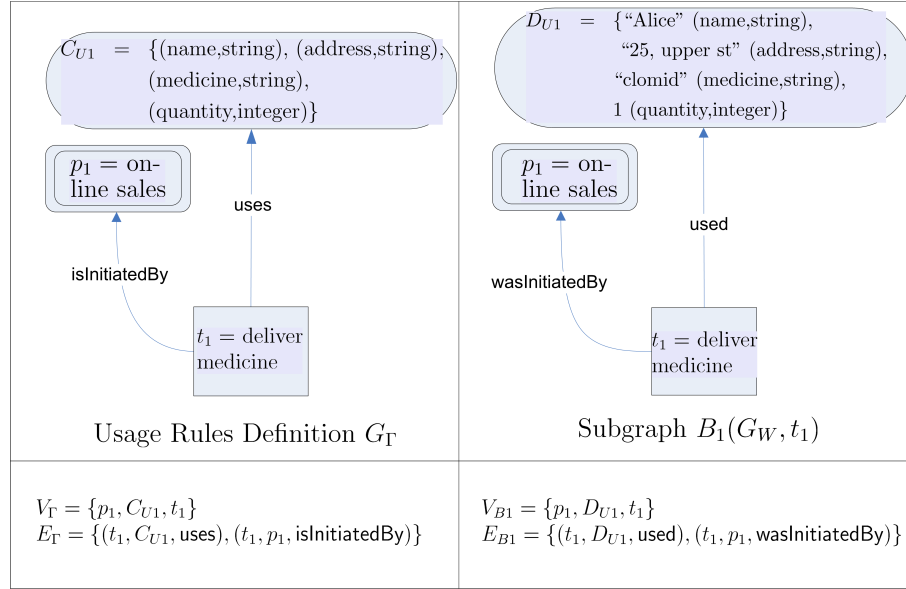 C_{U1} = {(name,string), (address,string),
(medicine,string),
(quantity,integer)}
p_1 = on-
line sales
uses
isInitiatedBy
t_1 = deliver
medicine
Usage Rules Definition G_Γ
D_{U1} = {“Alice” (name,string),
“25, upper st” (address,string),
“clomid” (medicine,string),
1 (quantity,integer)}
p_1 = on-
line sales
used
wasInitiatedBy
t_1 = deliver
medicine
Subgraph B_1(G_W, t_1)
V_Γ = {p_1, C_{U1}, t_1}
E_Γ = {(t_1, C_{U1}, uses), (t_1, p_1, isInitiatedBy)}
V_{B1} = {p_1, D_{U1}, t_1}
E_{B1} = {(t_1, D_{U1}, used), (t_1, p_1, wasInitiatedBy)}